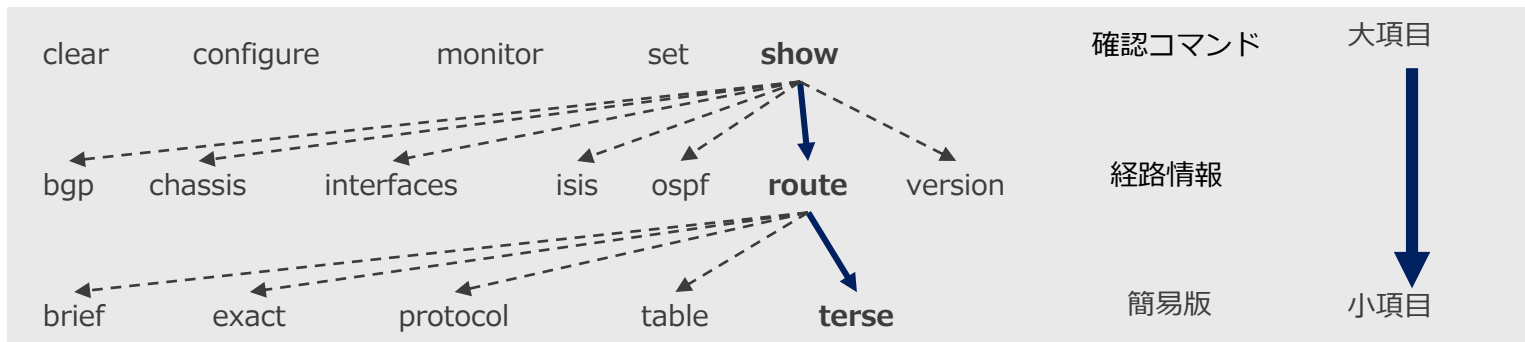 clear configure monitor set show 確認コマンド 大項目
bgp chassis interfaces isis ospf route version 経路情報
brief exact protocol table terse 簡易版 小項目